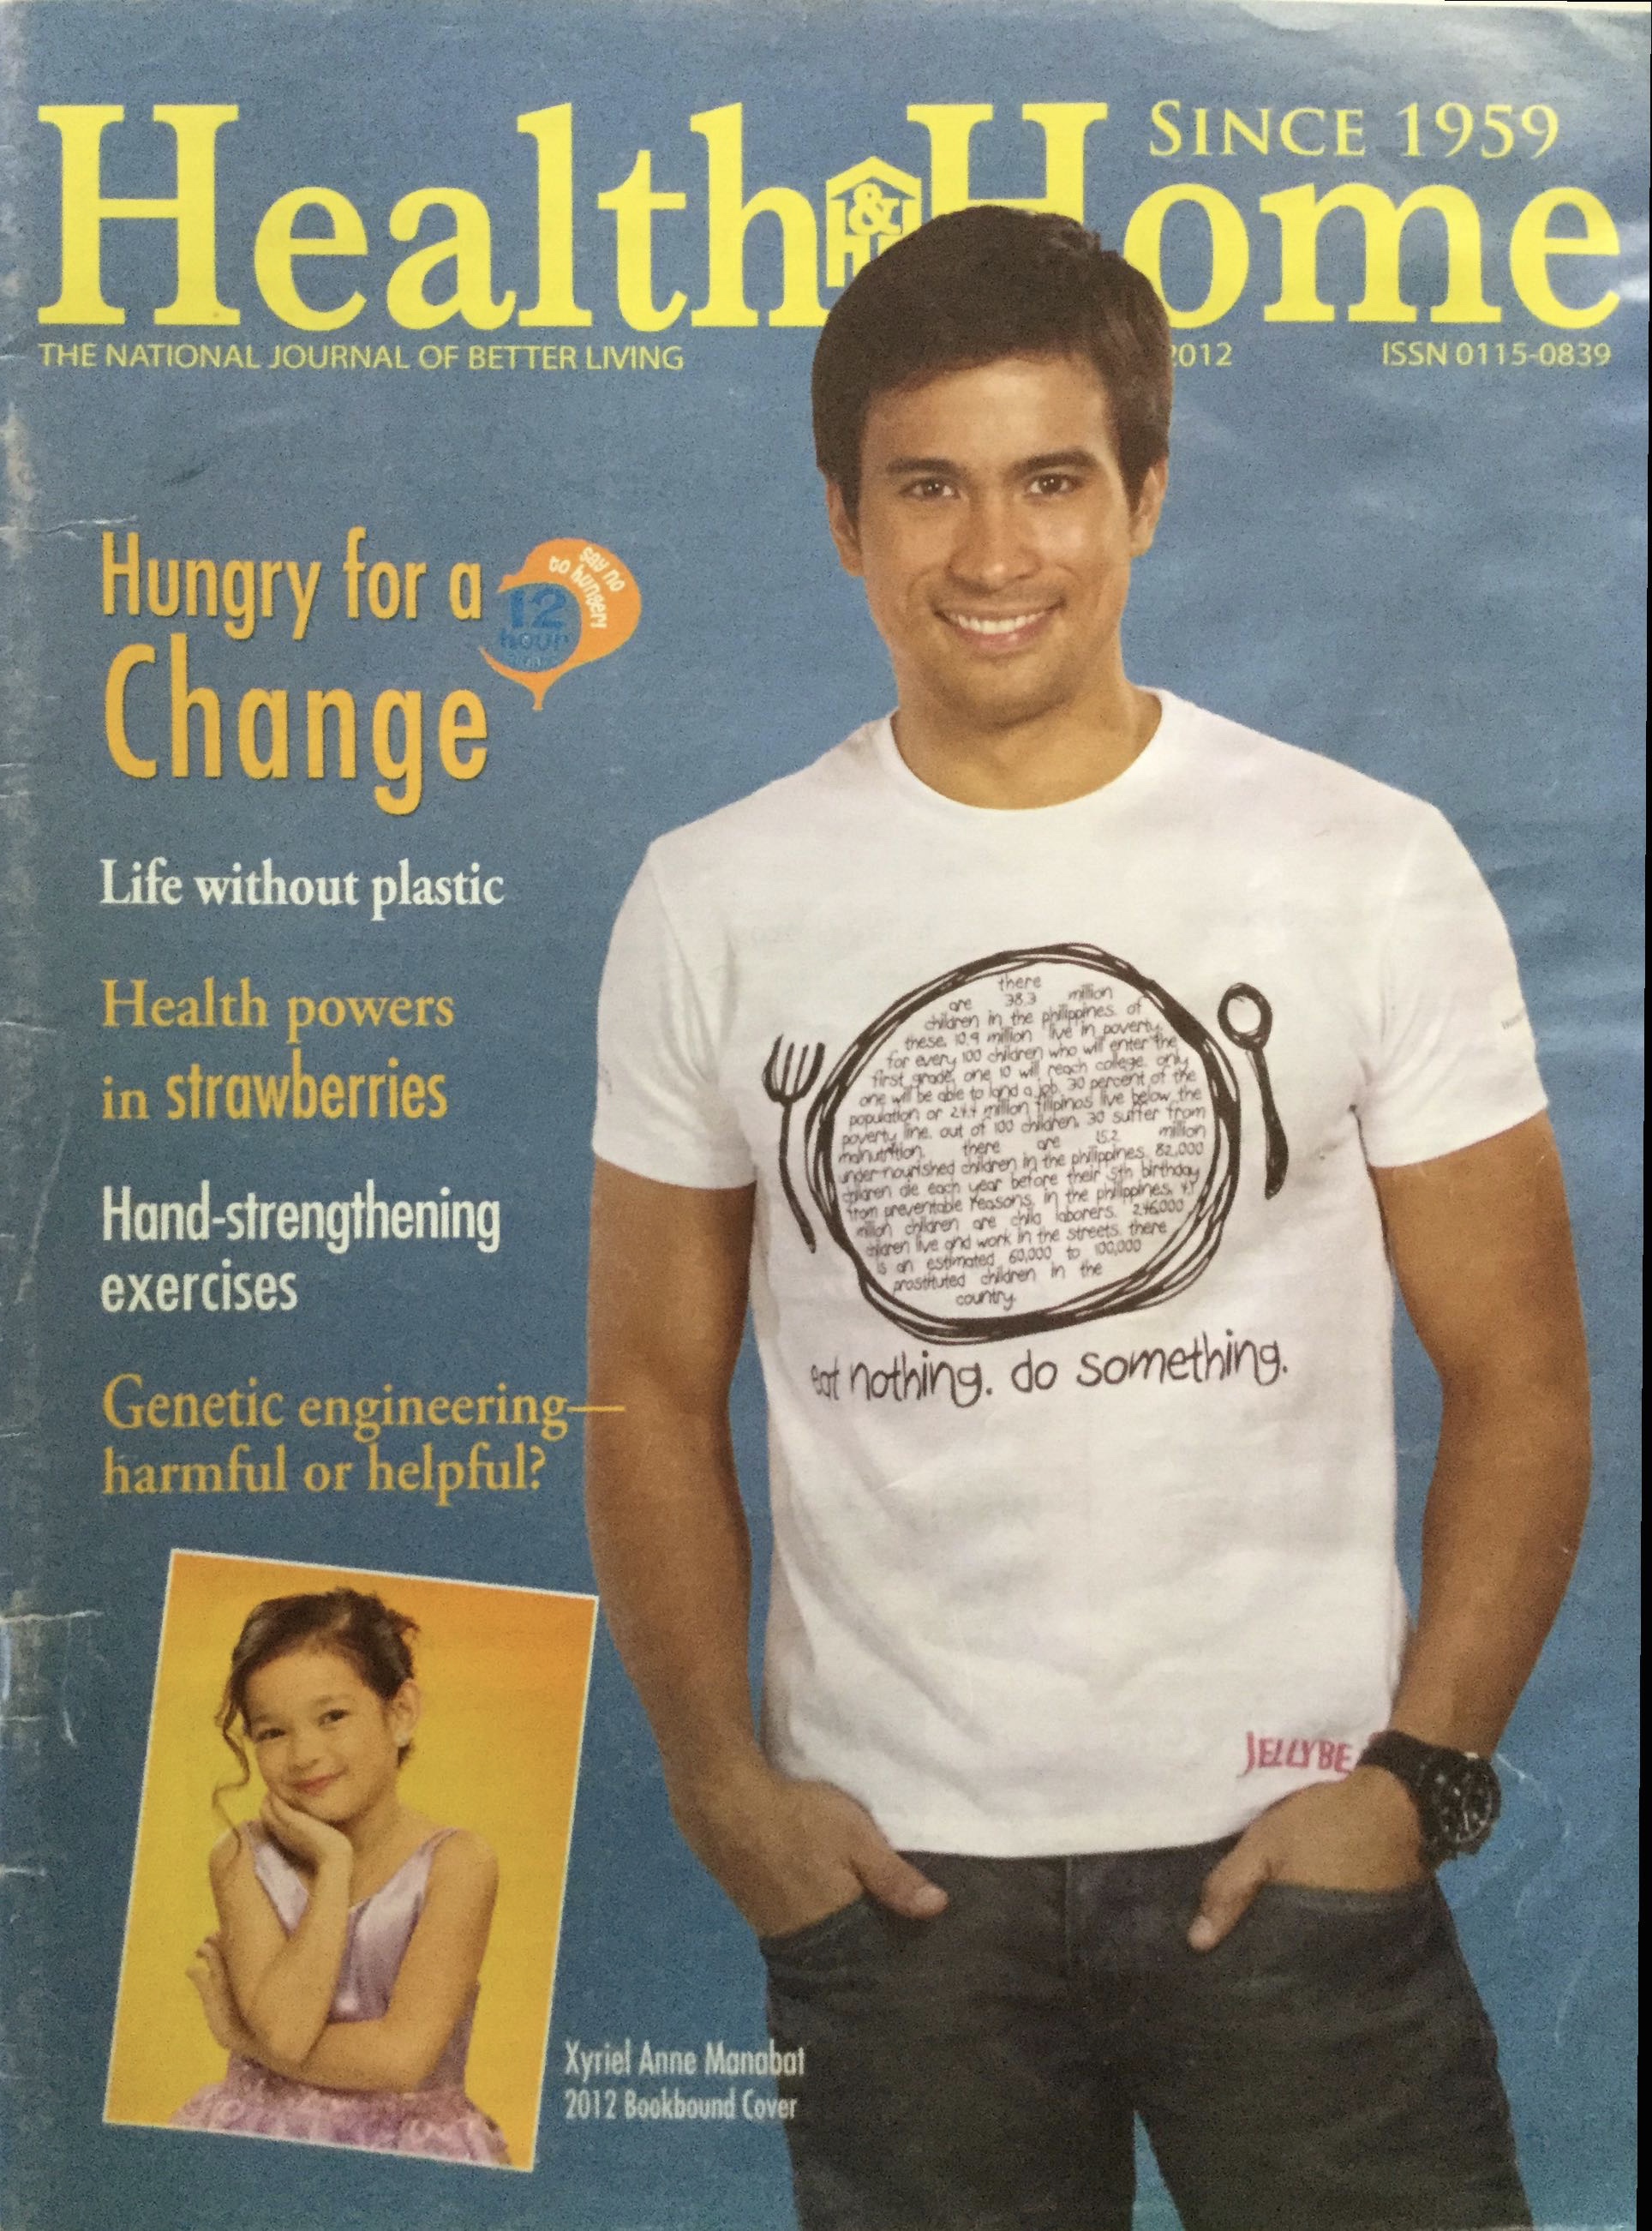 Health & Home
SINCE 1959
THE NATIONAL JOURNAL OF BETTER LIVING
2012
ISSN 0115-0839
Hungry for a
Change
say no
to hunger!
12
hour
Life without plastic
Health powers
in strawberries
Hand-strengthening
exercises
Genetic engineering—
harmful or helpful?
there
are 38.3 million
children in the philippines. of
these, 10.9 million live in poverty.
for every 100 children who will enter the
first grade, one 10 will reach college. only
one will be able to land a job. 30 percent of the
population or 24.4 million filipinos live below the
poverty line. out of 100 children, 30 suffer from
malnutrition. there are 15.2 million
under-nourished children in the philippines. 82,000
children die each year before their 5th birthday
from preventable reasons. in the philippines,
million children are child laborers. 246,000
children live and work in the streets. there
is an estimated 60,000 to 100,000
prostituted children in the
country.
eat nothing. do something.
JELLYBE
Xyriel Anne Manabat
2012 Bookbound Cover